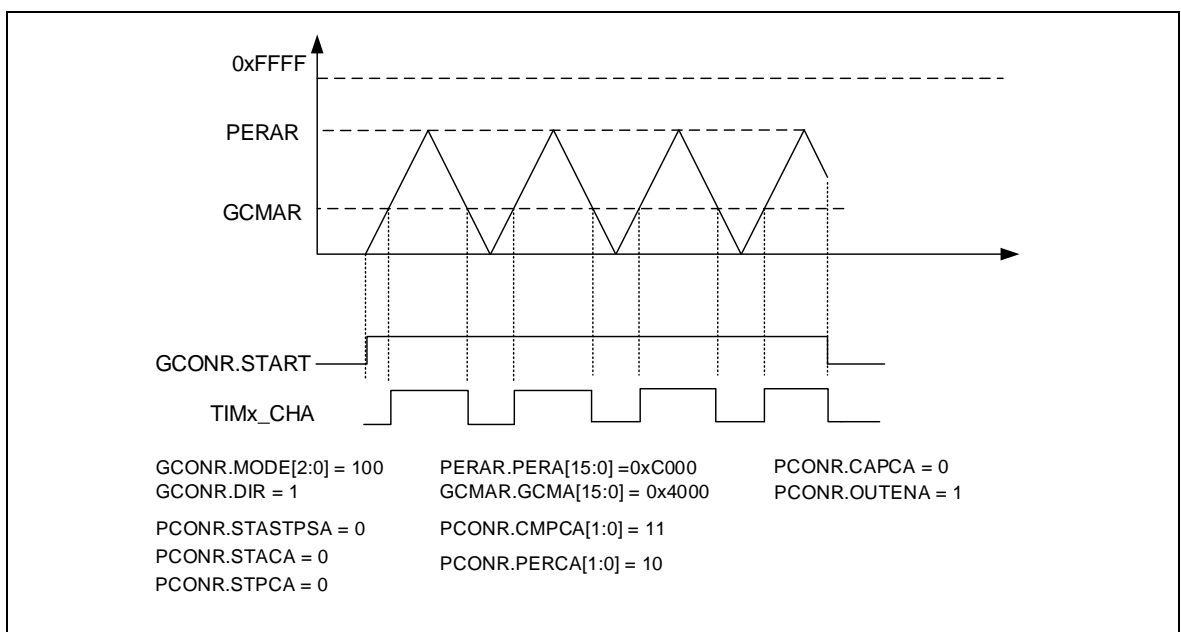 0xFFFF
PERAR
GCMAR
GCONR.START
TIMx_CHA
GCONR.MODE[2:0] = 100
GCONR.DIR = 1
PCONR.STASTPSA = 0
PCONR.STACA = 0
PCONR.STPCA = 0
PERAR.PERA[15:0] =0xC000
GCMAR.GCMA[15:0] = 0x4000
PCONR.CMPCA[1:0] = 11
PCONR.PERCA[1:0] = 10
PCONR.CAPCA = 0
PCONR.OUTENA = 1